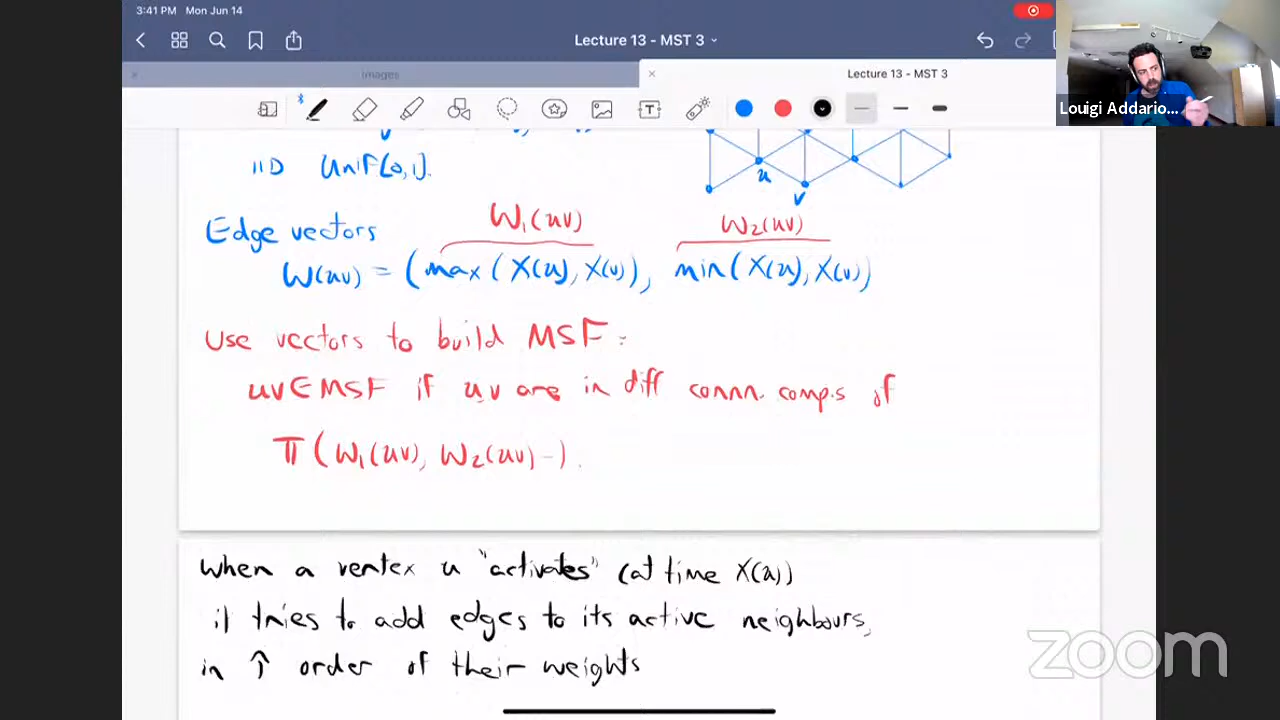 3:41 PM Mon Jun 14
Lecture 13 - MST 3
images
Lecture 13 - MST 3
Louigi Addario...
IID Unif[0,1].
u
v
W₁(uv) W₂(uv)
Edge vectors
W(uv) = (max(X(u), X(v)), min(X(u), X(v))
Use vectors to build MSF:
uv∈MSF if u,v are in diff conn. comp.s of
Π(W₁(uv), W₂(uv)-).
When a vertex u "activates" (at time X(u))
it tries to add edges to its active neighbours,
in ↑ order of their weights
zoom